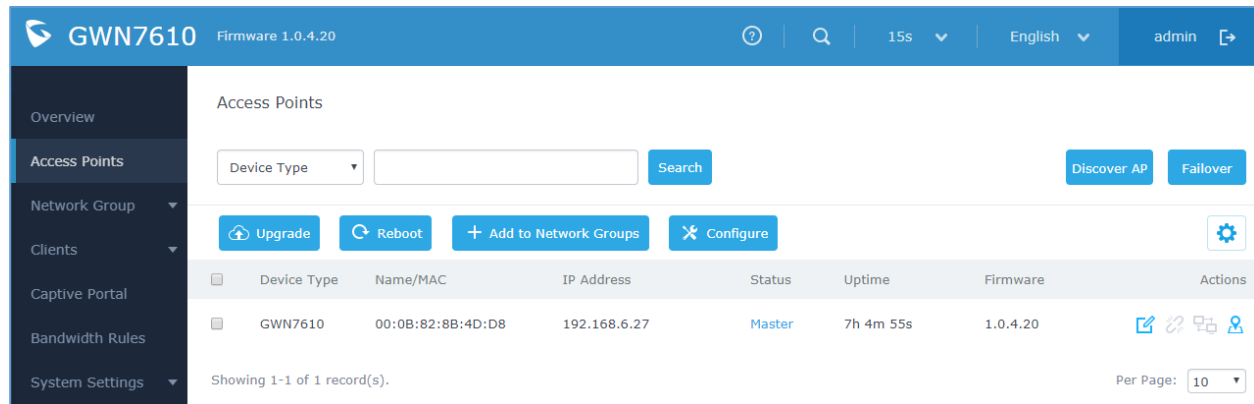 GWN7610 Firmware 1.0.4.20 15s English admin
Overview
Access Points
Network Group
Clients
Captive Portal
Bandwidth Rules
System Settings
Access Points
Device Type Search Discover AP Failover
Upgrade Reboot Add to Network Groups Configure
Device Type Name/MAC IP Address Status Uptime Firmware Actions
GWN7610 00:0B:82:8B:4D:D8 192.168.6.27 Master 7h 4m 55s 1.0.4.20
Showing 1-1 of 1 record(s). Per Page: 10